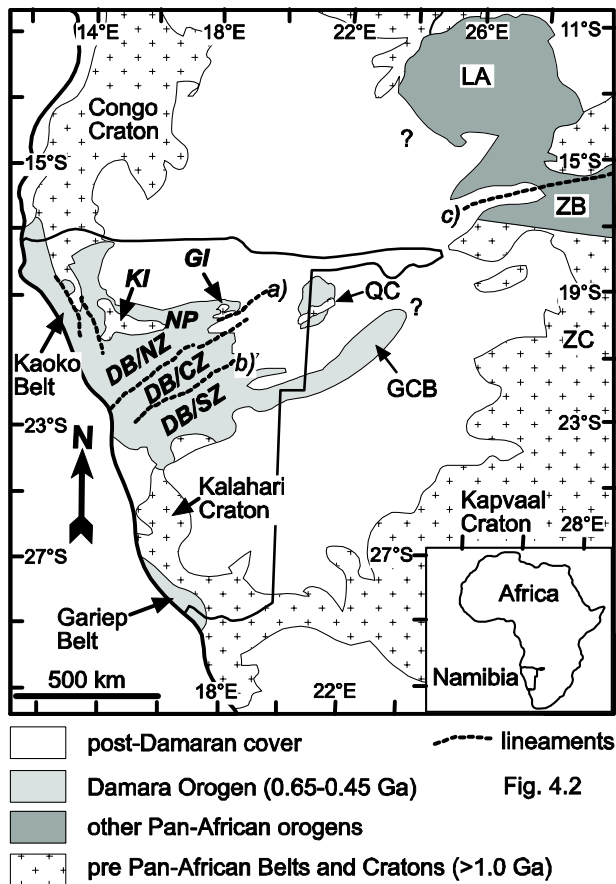 14°E 18°E 22°E 26°E 11°S
LA
Congo
Craton
?
15°S 15°S
c) ZB
GI a) QC 19°S
KI ?
NP ZC
DB/NZ
Kaoko
Belt
DB/CZ b)
GCB
DB/SZ
23°S 23°S
N
Kalahari
Craton
Kapvaal
Craton 28°E
27°S 27°S
Africa
Gariep
Belt
Namibia
500 km 18°E 22°E
post-Damaran cover lineaments
Damara Orogen (0.65-0.45 Ga) Fig. 4.2
other Pan-African orogens
pre Pan-African Belts and Cratons (>1.0 Ga)